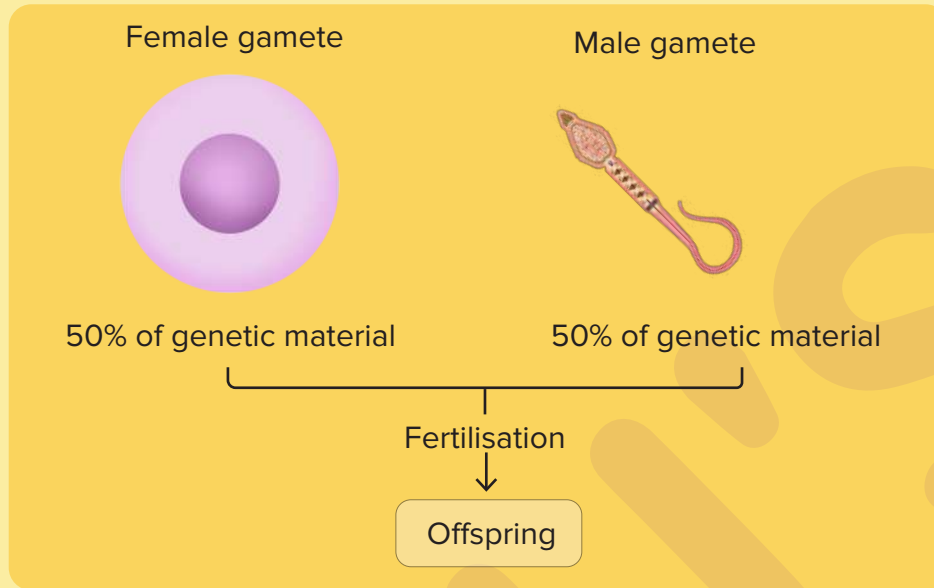 Female gamete
Male gamete
50% of genetic material
50% of genetic material
Fertilisation
Offspring